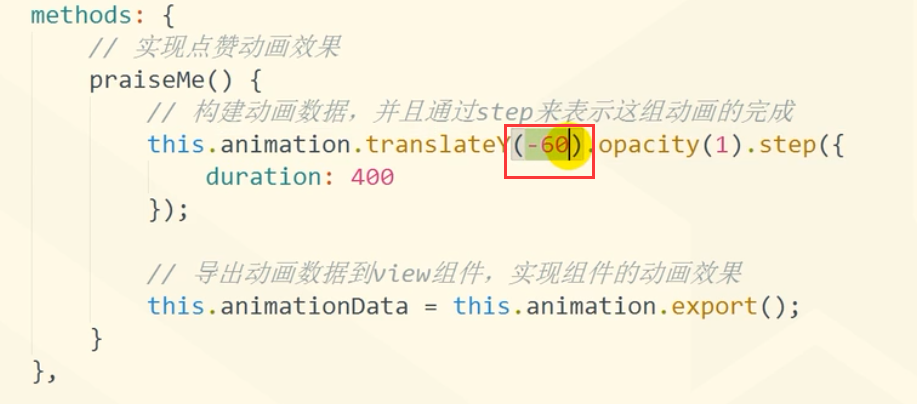 methods: {
// 实现点赞动画效果
praiseMe() {
// 构建动画数据，并且通过step来表示这组动画的完成
this.animation.translateY(-60).opacity(1).step({
duration: 400
});
// 导出动画数据到view组件，实现组件的动画效果
this.animationData = this.animation.export();
}
},